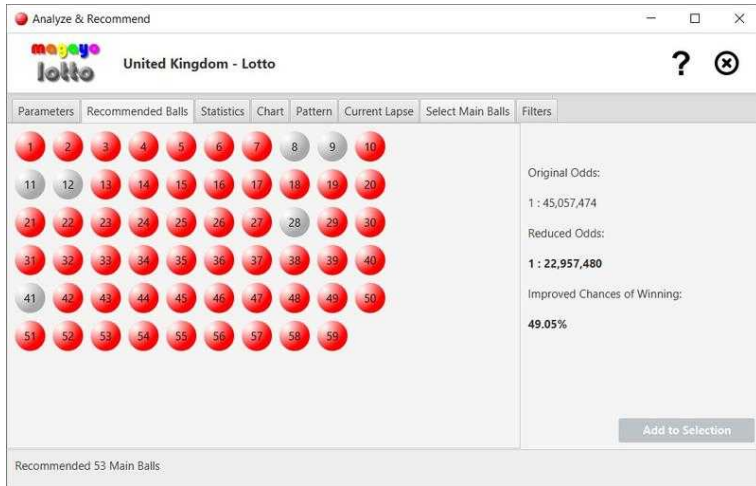 Analyze & Recommend
magayo
lotto
United Kingdom - Lotto
?
Parameters Recommended Balls Statistics Chart Pattern Current Lapse Select Main Balls Filters
1 2 3 4 5 6 7 8 9 10
11 12 13 14 15 16 17 18 19 20
21 22 23 24 25 26 27 28 29 30
31 32 33 34 35 36 37 38 39 40
41 42 43 44 45 46 47 48 49 50
51 52 53 54 55 56 57 58 59
Original Odds:
1 : 45,057,474
Reduced Odds:
1 : 22,957,480
Improved Chances of Winning:
49.05%
Add to Selection
Recommended 53 Main Balls